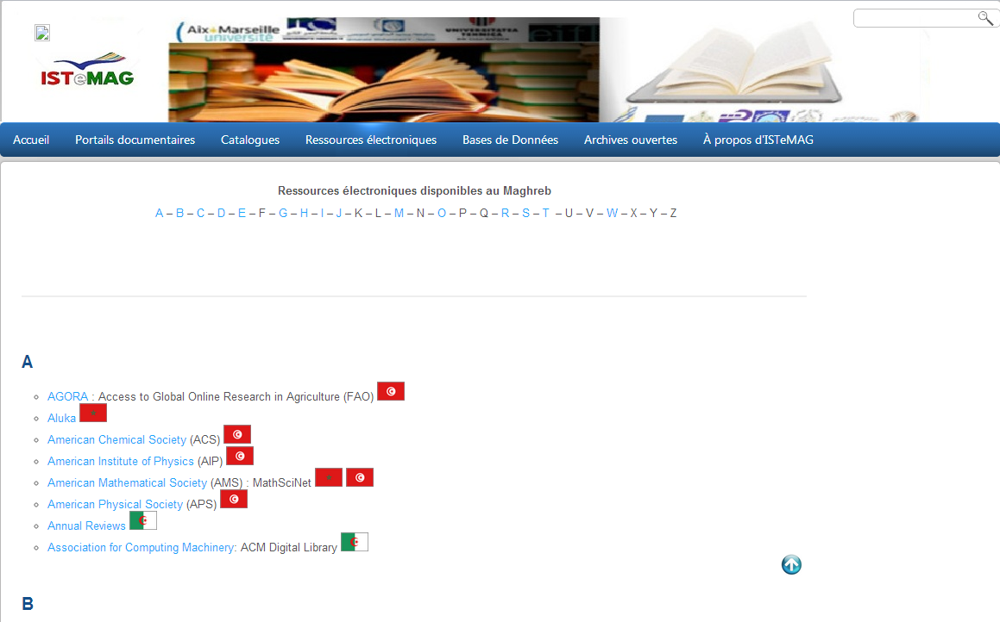 Aix+Marseille
université
UNIVERSITATEA
TEHNICA
eifl
ISTeMAG
Accueil Portails documentaires Catalogues Ressources électroniques Bases de Données Archives ouvertes À propos d'ISTeMAG
Ressources électroniques disponibles au Maghreb
A – B – C – D – E – F – G – H – I – J – K – L – M – N – O – P – Q – R – S – T – U – V – W – X – Y – Z
A
AGORA : Access to Global Online Research in Agriculture (FAO)
Aluka
American Chemical Society (ACS)
American Institute of Physics (AIP)
American Mathematical Society (AMS) : MathSciNet
American Physical Society (APS)
Annual Reviews
Association for Computing Machinery: ACM Digital Library
B